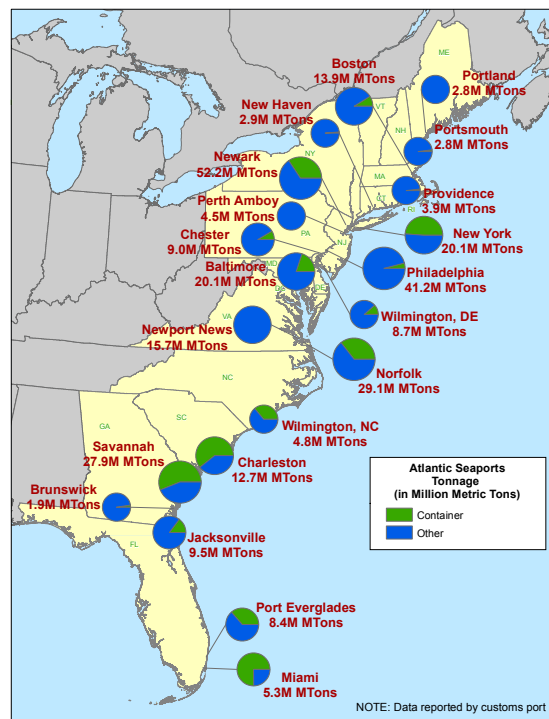 ME
Boston
13.9M MTons
Portland
2.8M MTons
VT
New Haven
2.9M MTons
NH
Portsmouth
2.8M MTons
NY
Newark
52.2M MTons
MA
CT
RI
Providence
3.9M MTons
Perth Amboy
4.5M MTons
PA
NJ
New York
20.1M MTons
Chester
9.0M MTons
MD
Baltimore
20.1M MTons
DE
Philadelphia
41.2M MTons
Wilmington, DE
8.7M MTons
VA
Newport News
15.7M MTons
Norfolk
29.1M MTons
NC
Wilmington, NC
4.8M MTons
SC
GA
Savannah
27.9M MTons
Charleston
12.7M MTons
Brunswick
1.9M MTons
FL
Jacksonville
9.5M MTons
Atlantic Seaports
Tonnage
(in Million Metric Tons)
Container
Other
Port Everglades
8.4M MTons
Miami
5.3M MTons
NOTE: Data reported by customs port